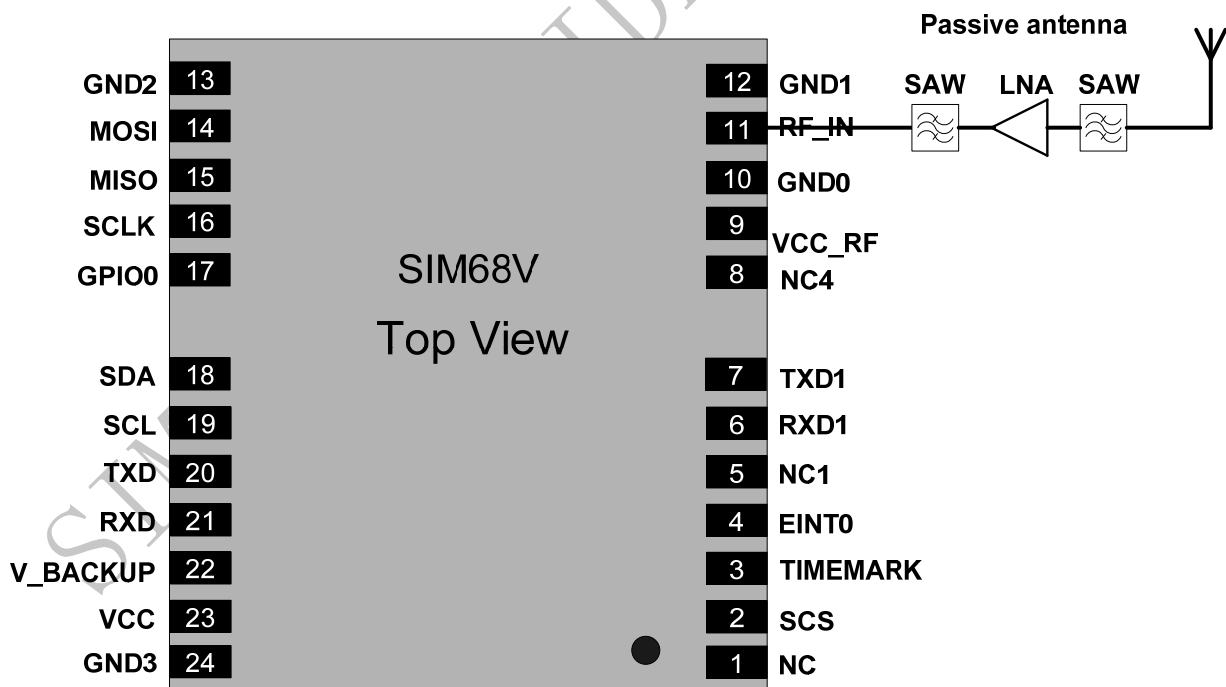 Passive antenna
GND2 13 12 GND1 SAW LNA SAW
MOSI 14 11 RF_IN
MISO 15 10 GND0
SCLK 16 9 VCC_RF
GPIO0 17 SIM68V 8 NC4
Top View
SDA 18 7 TXD1
SCL 19 6 RXD1
TXD 20 5 NC1
RXD 21 4 EINT0
V_BACKUP 22 3 TIMEMARK
VCC 23 2 SCS
GND3 24 1 NC